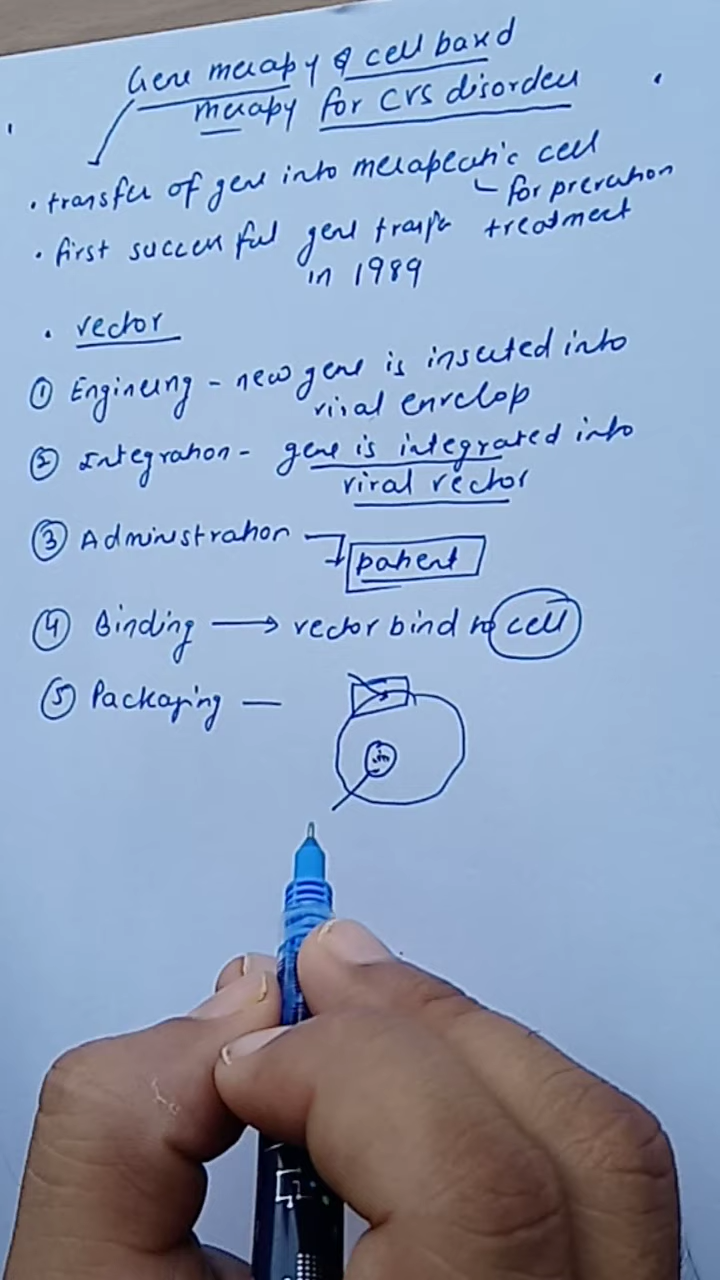 Gene therapy & cell based
therapy for CVS disorder
• transfer of gene into therapeutic cell
for prevention
• first successful gene transfer treatment
in 1989
• vector
① Engineering - new gene is inserted into
viral envelop
② Integration - gene is integrated into
viral vector
③ Administration
patient
④ Binding → vector bind to cell
⑤ Packaging —